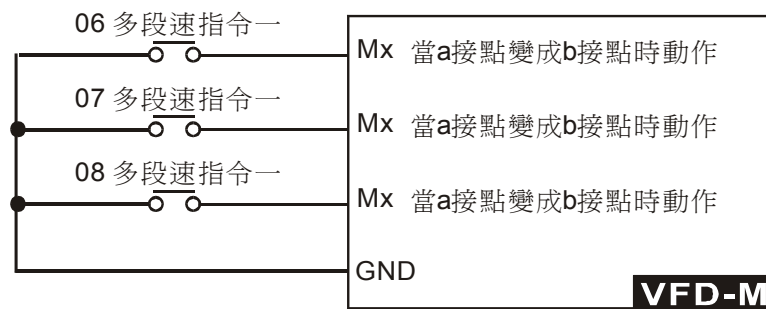 06 多段速指令一
Mx 當a接點變成b接點時動作
07 多段速指令一
Mx 當a接點變成b接點時動作
08 多段速指令一
Mx 當a接點變成b接點時動作
GND
VFD-M